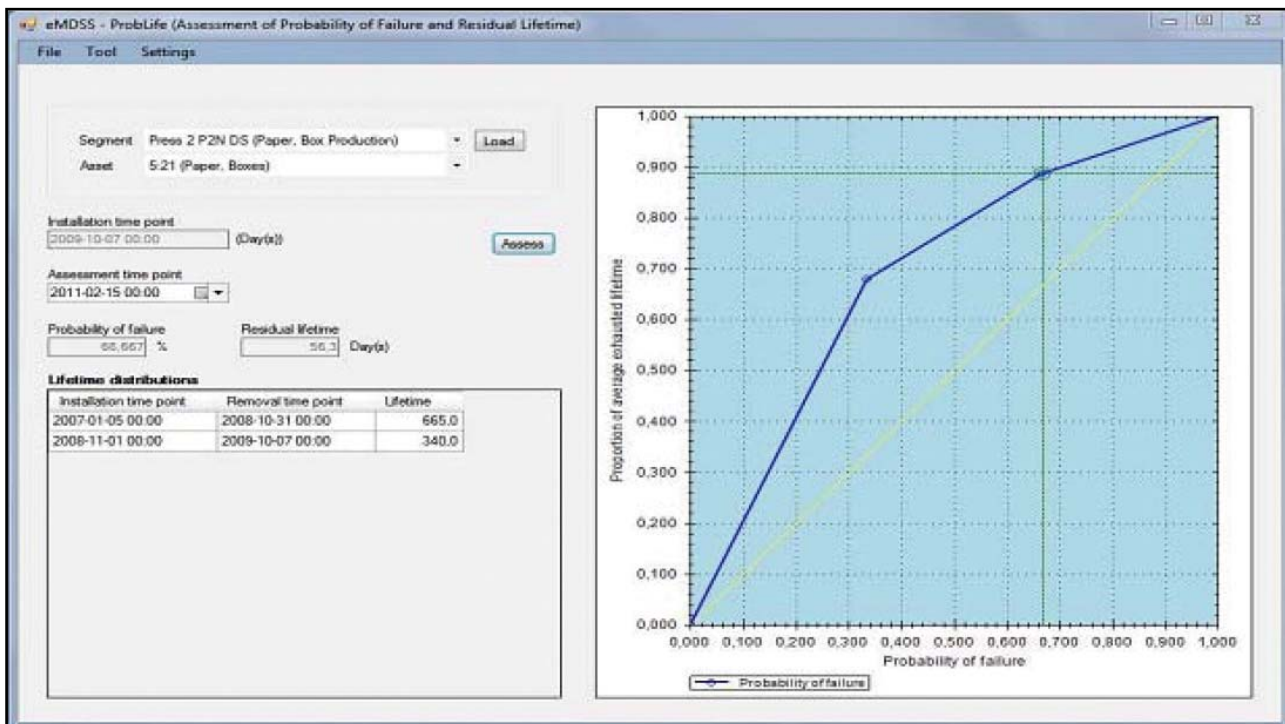 eMDSS - ProbLife (Assessment of Probability of Failure and Residual Lifetime)
File Tool Settings
Segment Press 2 P2N DS (Paper, Box Production) Load
Asset 5:21 (Paper, Boxes)
Installation time point
2009-10-07 00:00 (Day(s))
Assess
Assessment time point
2011-02-15 00:00
Probability of failure Residual lifetime
66,667 % 56,3 Day(s)
Lifetime distributions
Installation time point Removal time point Lifetime
2007-01-05 00:00 2008-10-31 00:00 665,0
2008-11-01 00:00 2009-10-07 00:00 340,0
Proportion of average exhausted lifetime
1,000
0,900
0,800
0,700
0,600
0,500
0,400
0,300
0,200
0,100
0,000
0,000 0,100 0,200 0,300 0,400 0,500 0,600 0,700 0,800 0,900 1,000
Probability of failure
Probability of failure